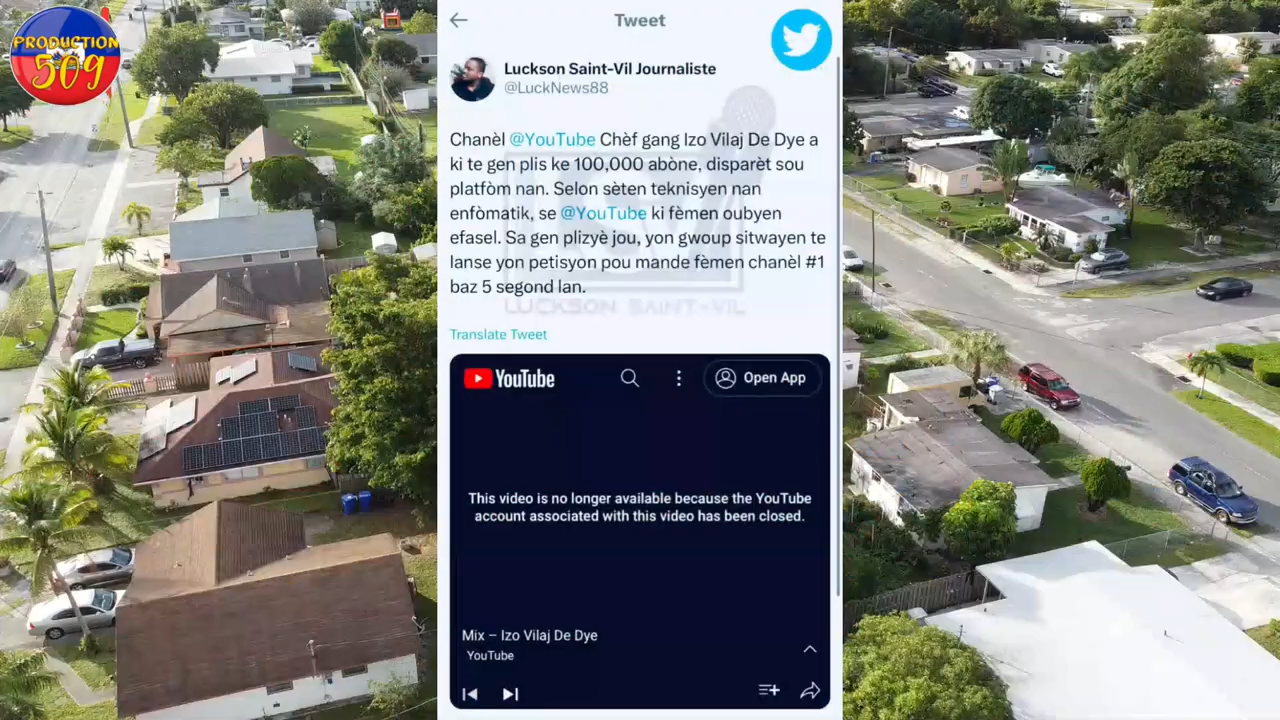 PRODUCTION
509
Tweet
Luckson Saint-Vil Journaliste
@LuckNews88
Chanèl @YouTube Chèf gang Izo Vilaj De Dye a
ki te gen plis ke 100,000 abòne, disparèt sou
platfòm nan. Selon sèten teknisyen nan
enfòmatik, se @YouTube ki fèmen oubyen
efasel. Sa gen plizyè jou, yon gwoup sitwayen te
lanse yon petisyon pou mande fèmen chanèl #1
baz 5 segond lan.
LUCKSON SAINT-VIL
Translate Tweet
YouTube
Open App
This video is no longer available because the YouTube
account associated with this video has been closed.
Mix – Izo Vilaj De Dye
YouTube